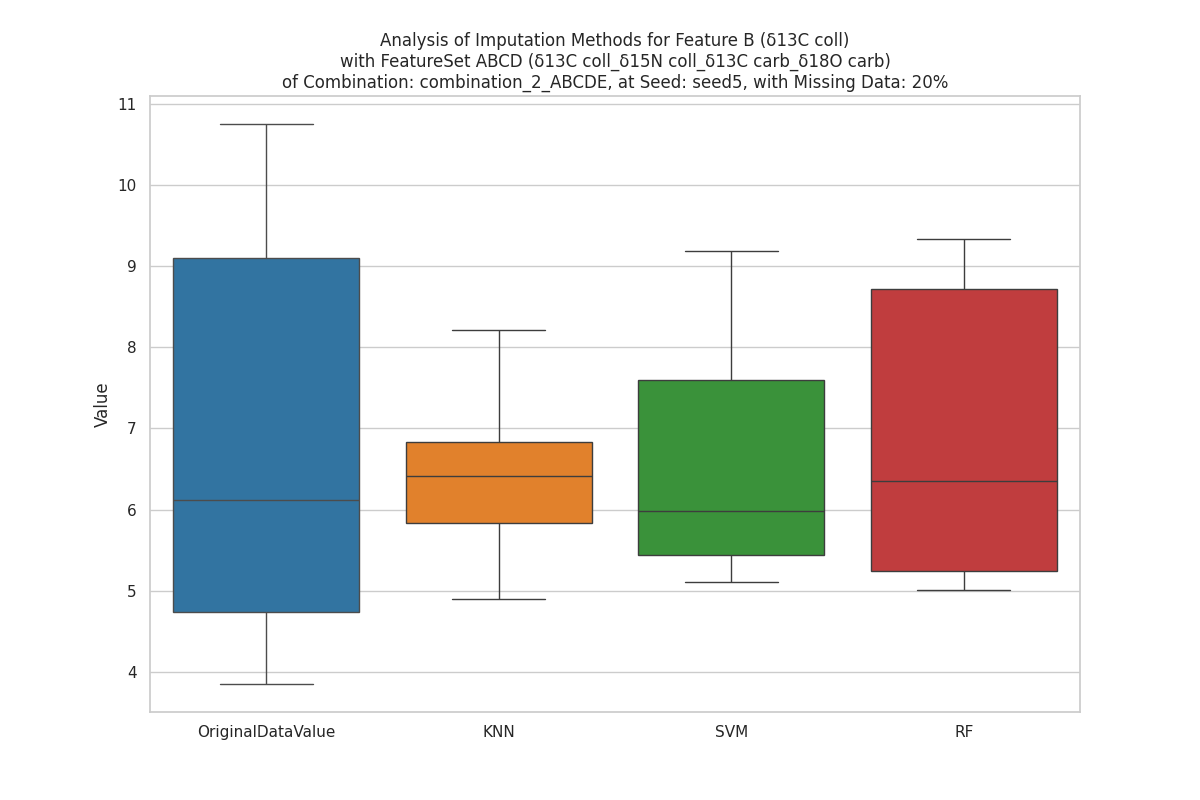 Analysis of Imputation Methods for Feature B (δ13C coll)
with FeatureSet ABCD (δ13C coll_δ15N coll_δ13C carb_δ18O carb)
of Combination: combination_2_ABCDE, at Seed: seed5, with Missing Data: 20%
11
10
9
8
7
6
5
4
Value
OriginalDataValue
KNN
SVM
RF